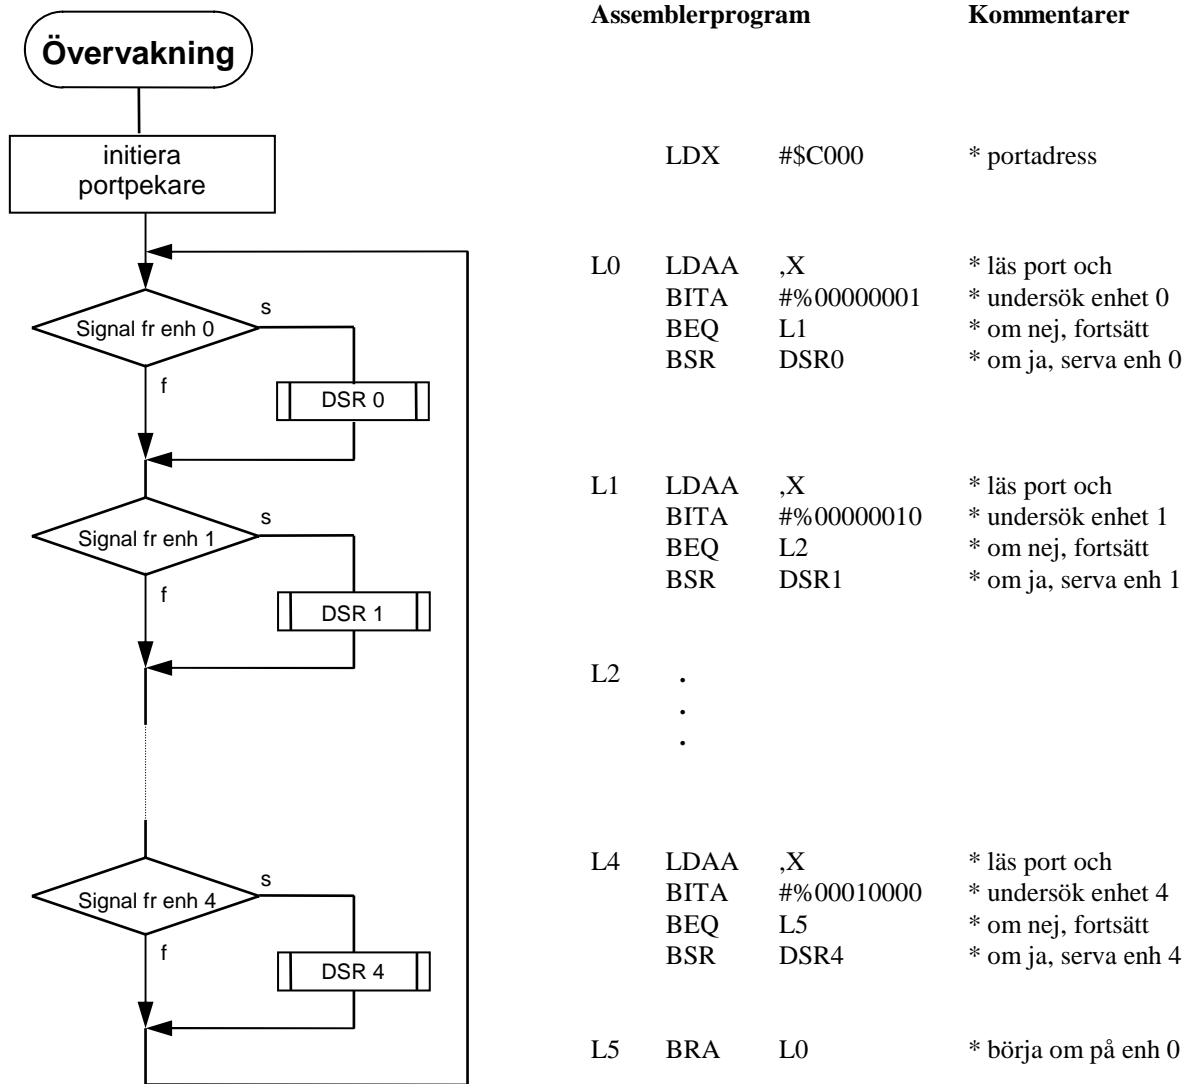 Övervakning
initiera
portpekare
Signal fr enh 0
s
f
DSR 0
Signal fr enh 1
s
f
DSR 1
Signal fr enh 4
s
f
DSR 4
Assemblerprogram Kommentarer
LDX #$C000 * portadress
L0 LDAA ,X * läs port och
BITA #%00000001 * undersök enhet 0
BEQ L1 * om nej, fortsätt
BSR DSR0 * om ja, serva enh 0
L1 LDAA ,X * läs port och
BITA #%00000010 * undersök enhet 1
BEQ L2 * om nej, fortsätt
BSR DSR1 * om ja, serva enh 1
L2 .
.
.
L4 LDAA ,X * läs port och
BITA #%00010000 * undersök enhet 4
BEQ L5 * om nej, fortsätt
BSR DSR4 * om ja, serva enh 4
L5 BRA L0 * börja om på enh 0